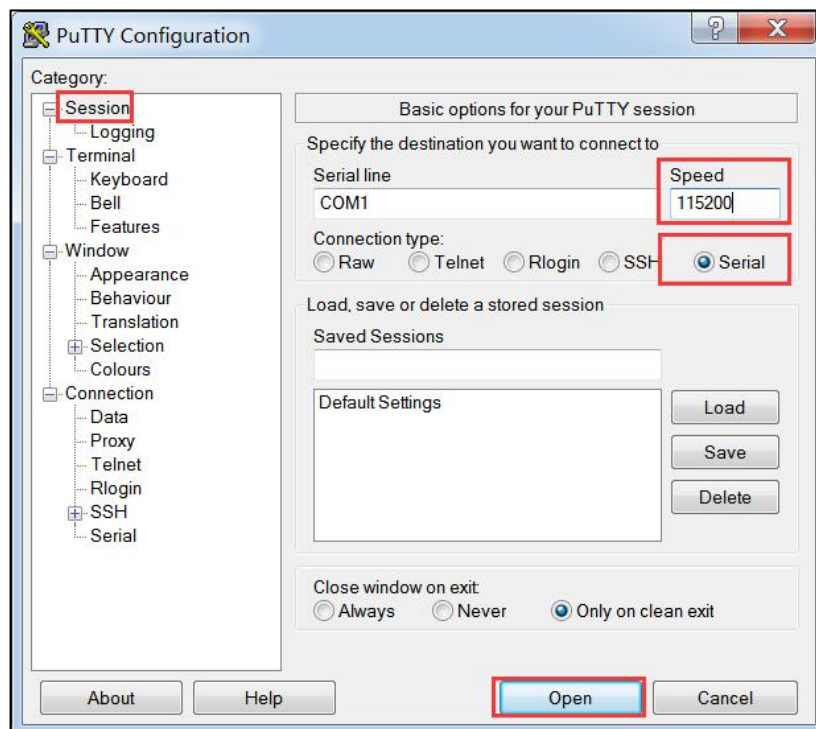 PuTTY Configuration
Category:
Session
Logging
Terminal
Keyboard
Bell
Features
Window
Appearance
Behaviour
Translation
Selection
Colours
Connection
Data
Proxy
Telnet
Rlogin
SSH
Serial
Basic options for your PuTTY session
Specify the destination you want to connect to
Serial line Speed
COM1 115200
Connection type:
Raw Telnet Rlogin SSH Serial
Load, save or delete a stored session
Saved Sessions
Default Settings
Load
Save
Delete
Close window on exit:
Always Never Only on clean exit
About Help Open Cancel